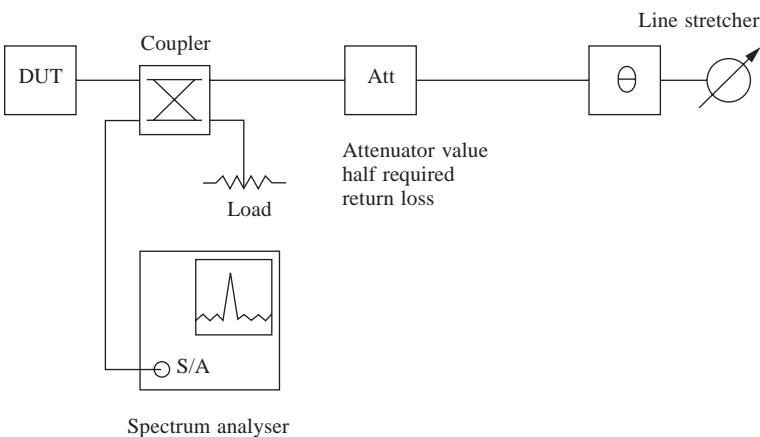 Line stretcher
Coupler
DUT
Att
θ
Attenuator value
half required
return loss
Load
S/A
Spectrum analyser